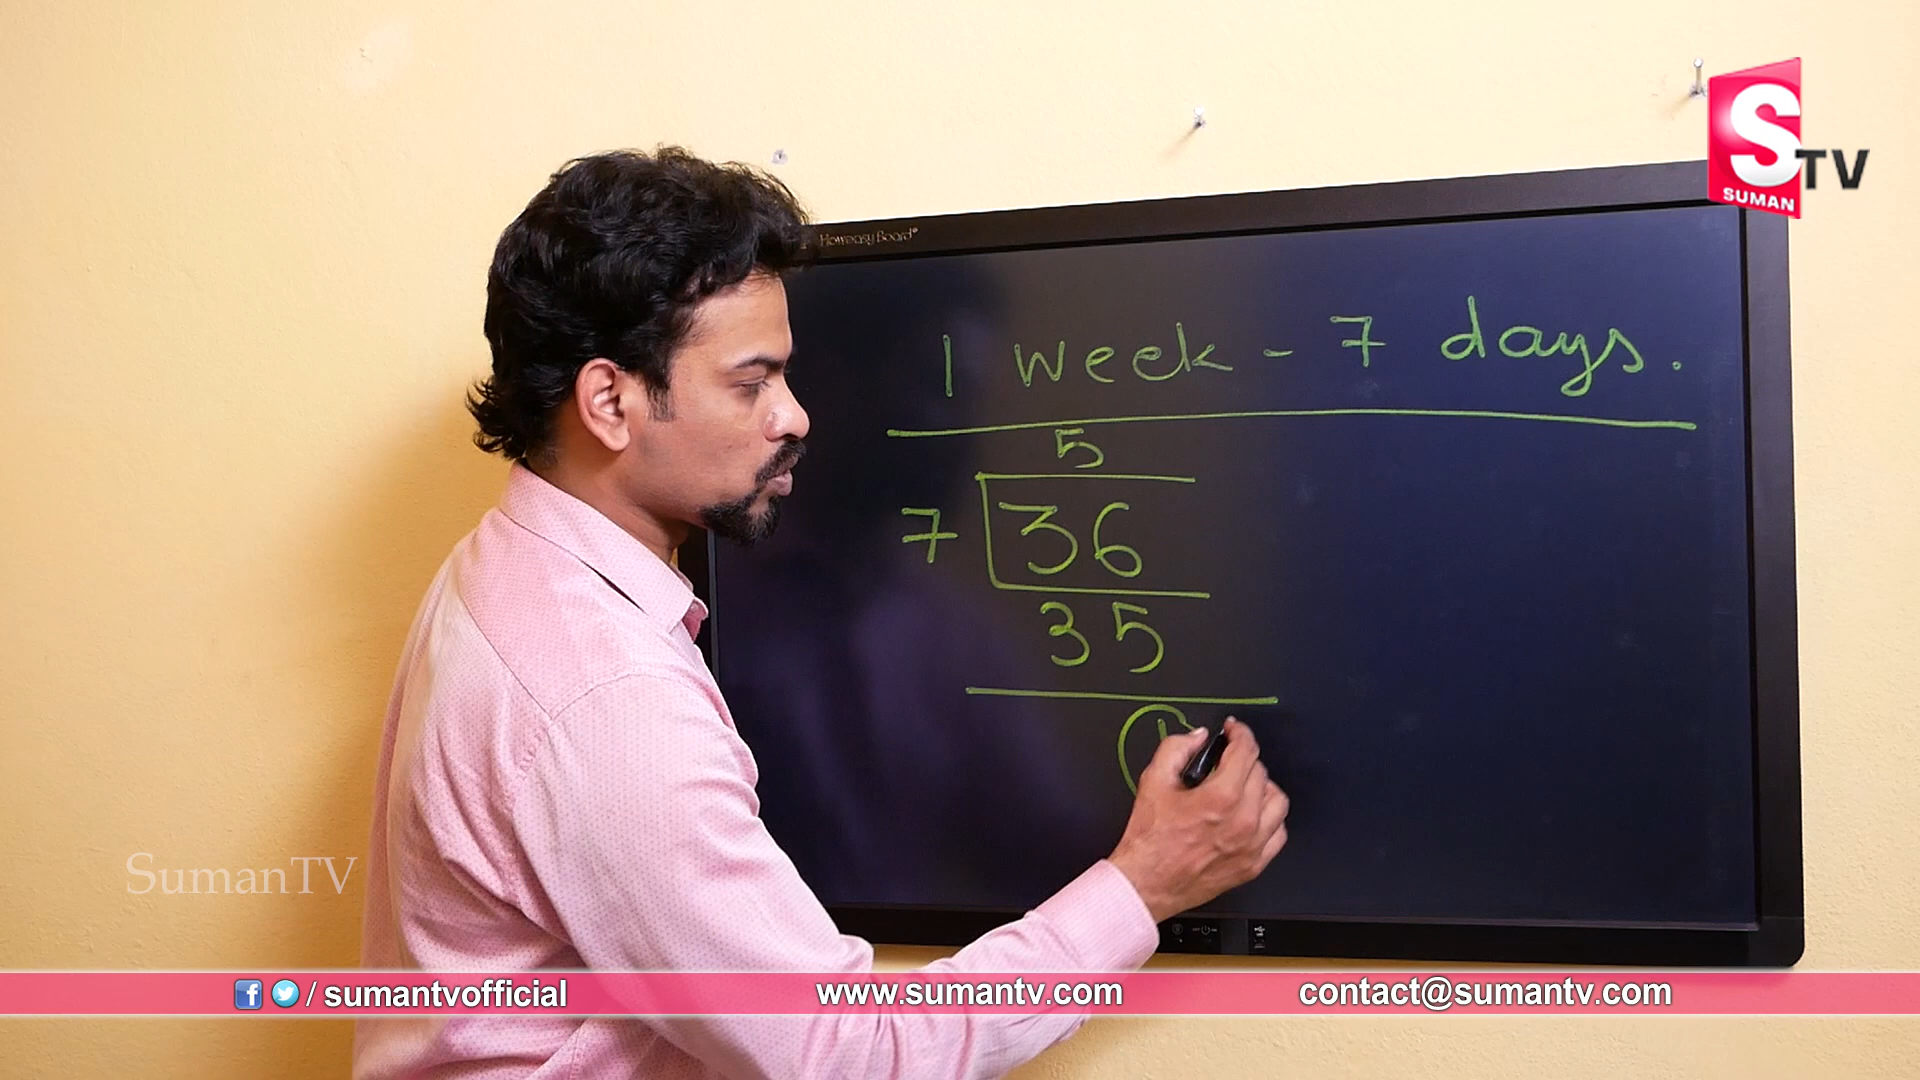 S TV
SUMAN
Howeasy Board
1 week - 7 days.
5
7 36
35
1
SumanTV
/ sumantvofficial
www.sumantv.com
contact@sumantv.com